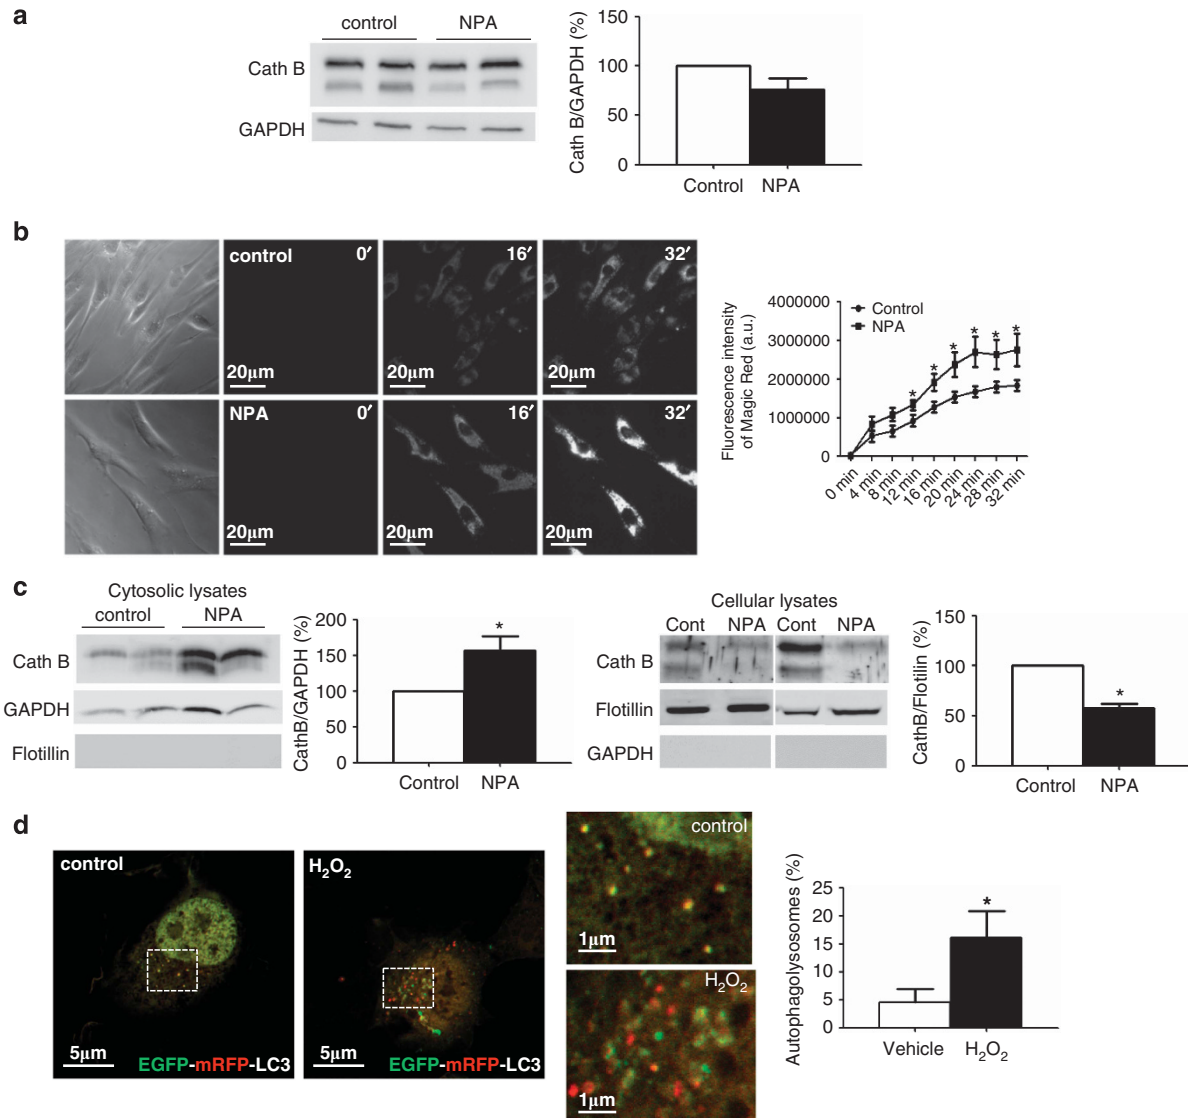 a
control NPA
Cath B
GAPDH
Cath B/GAPDH (%)
150
100
50
0
Control NPA
b
control 0′ 16′ 32′
20μm 20μm 20μm
NPA 0′ 16′ 32′
20μm 20μm 20μm
Fluorescence intensity
of Magic Red (a.u.)
4000000
3000000
2000000
1000000
0
Control
NPA
* * * * * *
0 min 4 min 8 min 12 min 16 min 20 min 24 min 28 min 32 min
c
Cytosolic lysates
control NPA
Cath B
GAPDH
Flotillin
CathB/GAPDH (%)
200
150
100
50
0
*
Control NPA
Cellular lysates
Cont NPA Cont NPA
Cath B
Flotillin
GAPDH
CathB/Flotilin (%)
150
100
50
0
*
Control NPA
d
control
5μm
EGFP-mRFP-LC3
H₂O₂
5μm
EGFP-mRFP-LC3
control
1μm
H₂O₂
1μm
Autophagolysosomes (%)
25
20
15
10
5
0
*
Vehicle H₂O₂